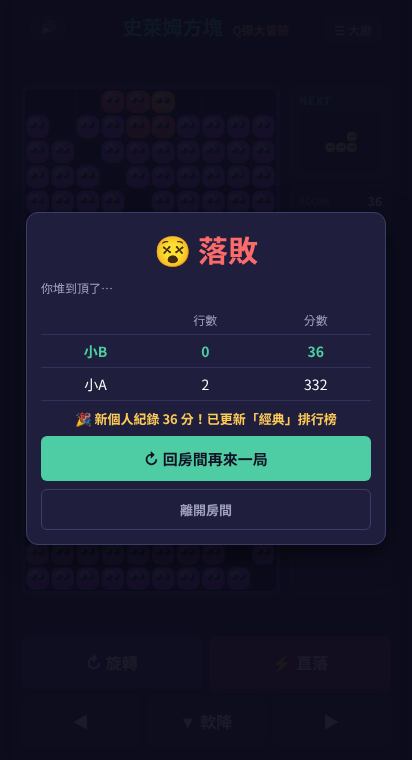 史萊姆方塊 Q彈大冒險 ☰ 大廳
NEXT
SCORE 36
😵 落敗
你堆到頂了…
行數 分數
小B 0 36
小A 2 332
🎉 新個人紀錄 36 分！已更新「經典」排行榜
↻ 回房間再來一局
離開房間
↻ 旋轉 ⚡ 直落
◀ ▼ 軟降 ▶